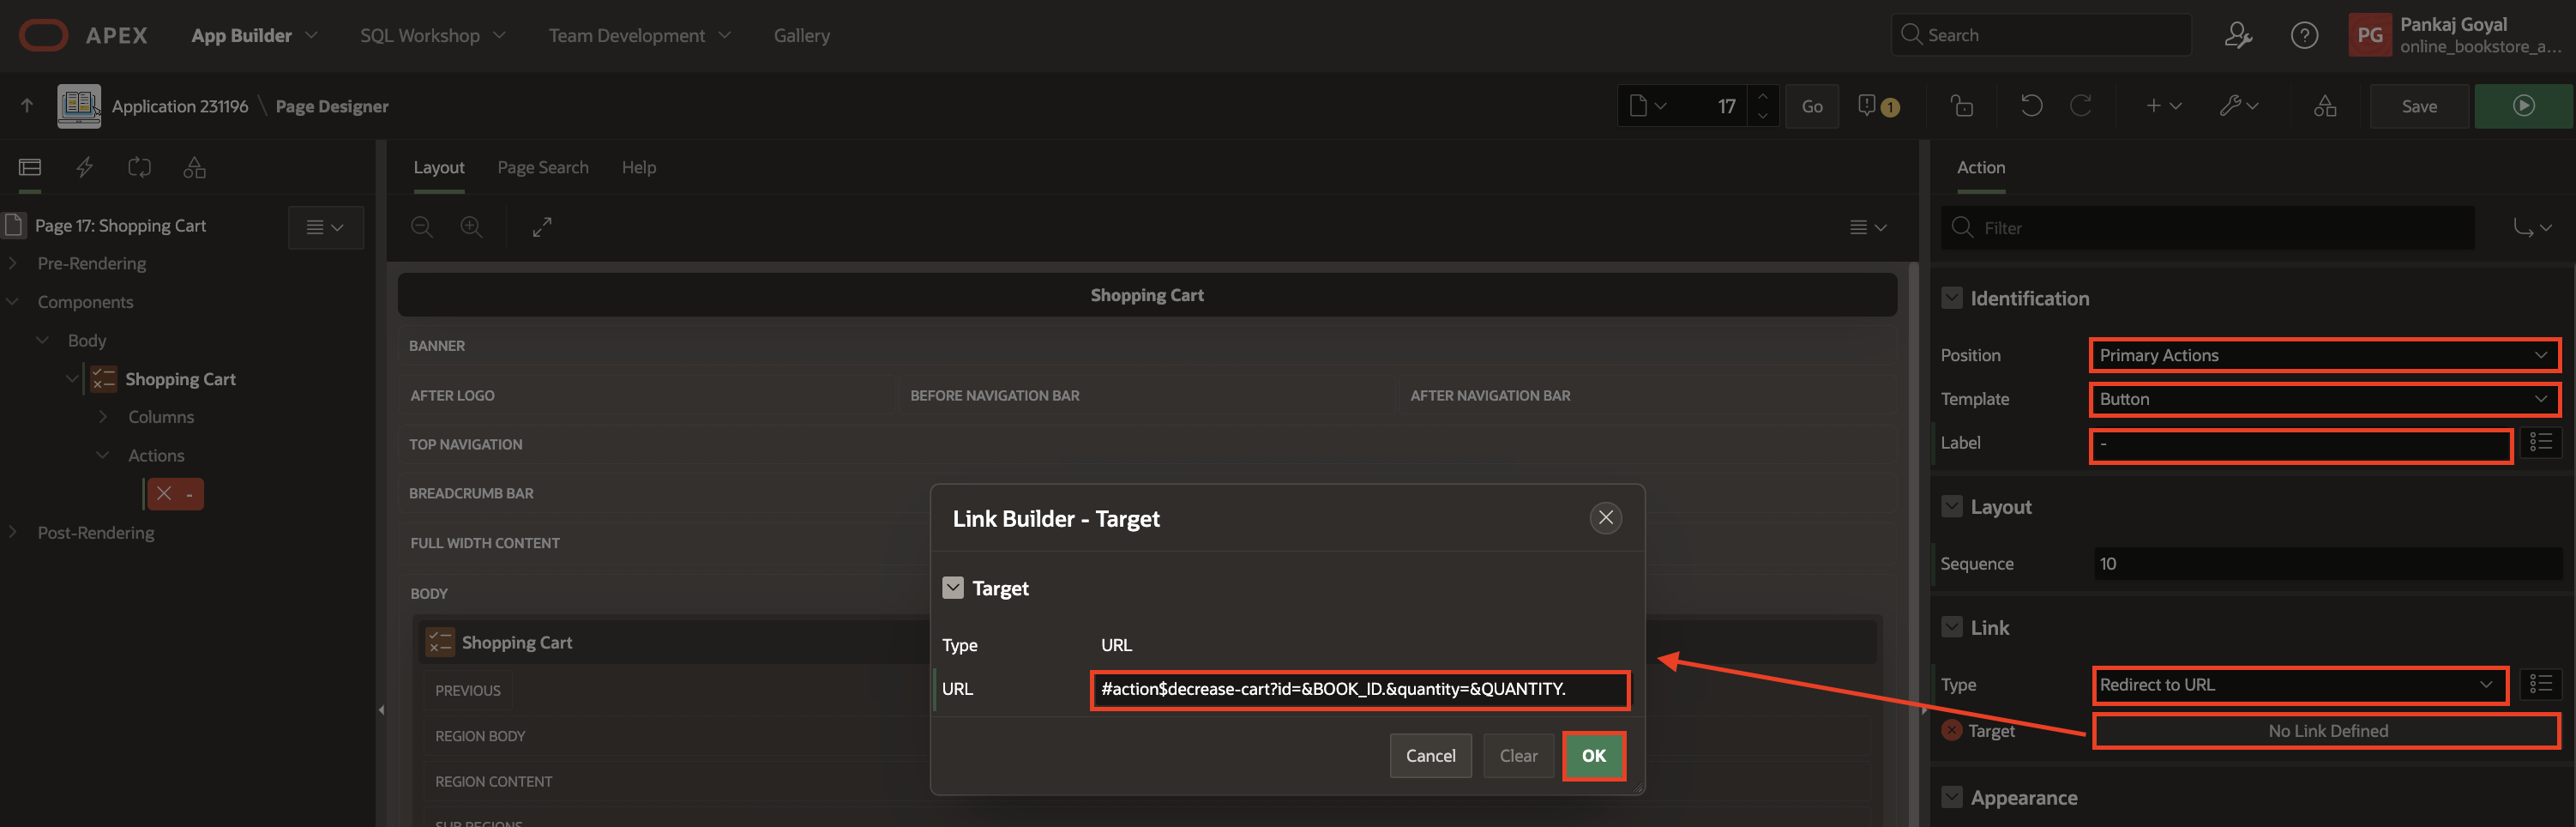 APEX App Builder SQL Workshop Team Development Gallery Search PG Pankaj Goyal
online_bookstore_a...
Application 231196 \ Page Designer 17 Go 1 Save
Layout Page Search Help
Action
Page 17: Shopping Cart
Pre-Rendering
Components
Body
Shopping Cart
Columns
Actions
-
Post-Rendering
Shopping Cart
BANNER
AFTER LOGO BEFORE NAVIGATION BAR AFTER NAVIGATION BAR
TOP NAVIGATION
BREADCRUMB BAR
FULL WIDTH CONTENT
BODY
Shopping Cart
PREVIOUS
REGION BODY
REGION CONTENT
SUB REGIONS
Link Builder - Target
Target
Type URL
URL #action$decrease-cart?id=&BOOK_ID.&quantity=&QUANTITY.
Cancel Clear OK
Filter
Identification
Position Primary Actions
Template Button
Label -
Layout
Sequence 10
Link
Type Redirect to URL
Target No Link Defined
Appearance